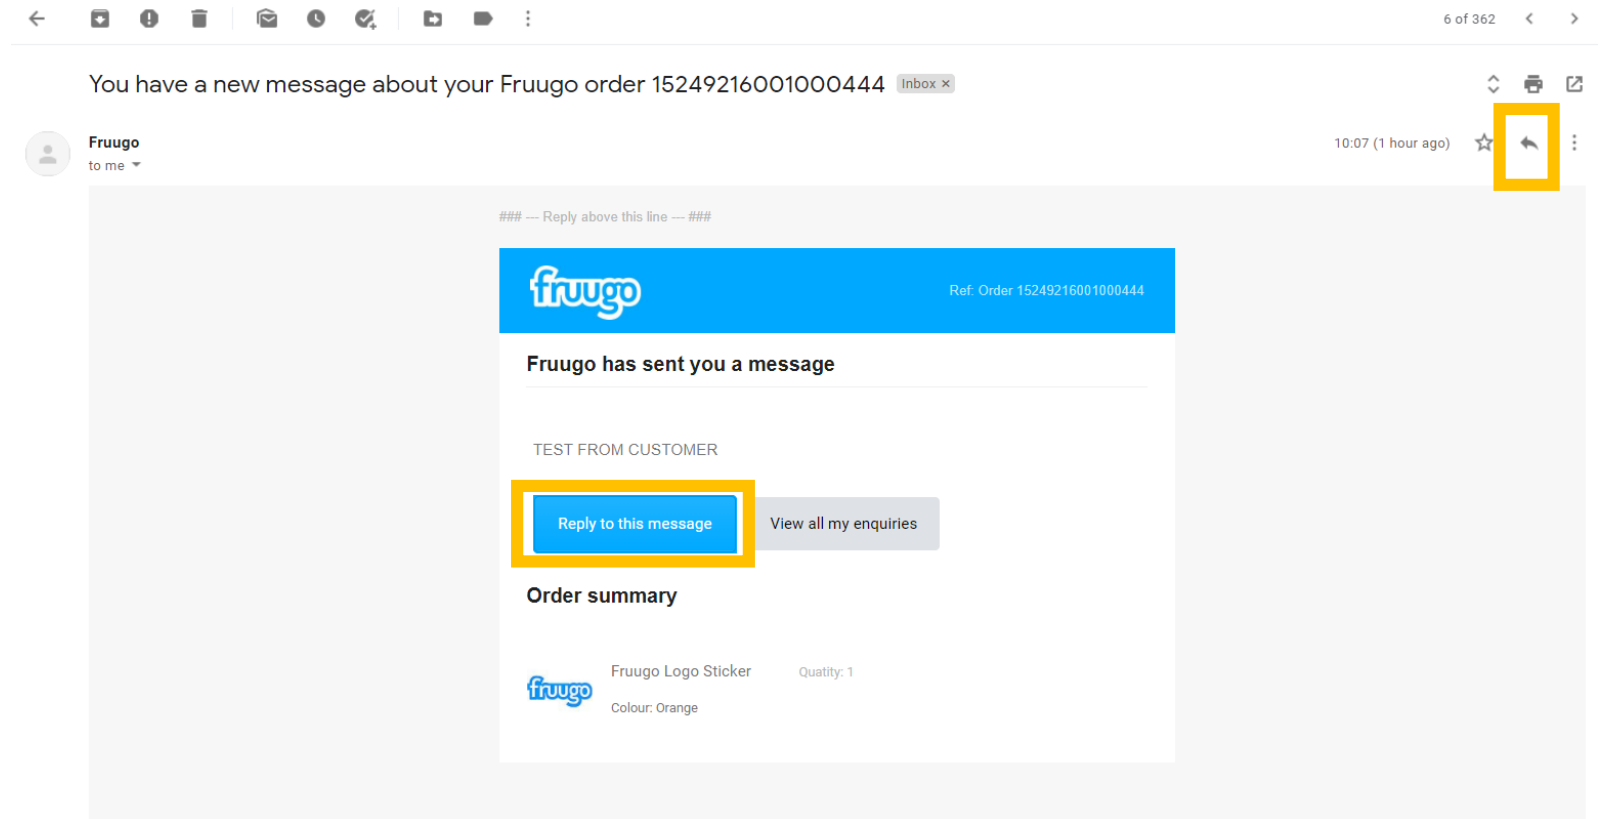 6 of 362
You have a new message about your Fruugo order 15249216001000444 Inbox ×
Fruugo
10:07 (1 hour ago)
to me
### --- Reply above this line --- ###
fruugo
Ref: Order 15249216001000444
Fruugo has sent you a message
TEST FROM CUSTOMER
Reply to this message
View all my enquiries
Order summary
fruugo
Fruugo Logo Sticker
Quatity: 1
Colour: Orange